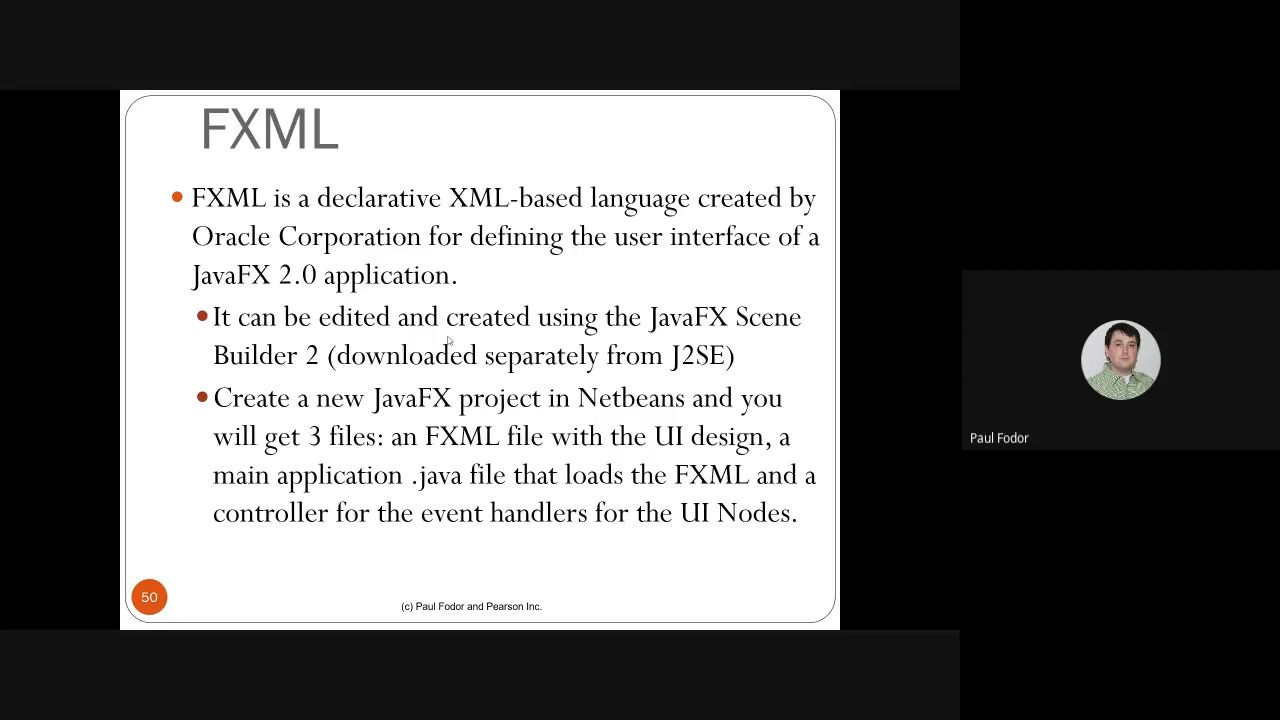 FXML
• FXML is a declarative XML-based language created by
Oracle Corporation for defining the user interface of a
JavaFX 2.0 application.
• It can be edited and created using the JavaFX Scene
Builder 2 (downloaded separately from J2SE)
• Create a new JavaFX project in Netbeans and you
will get 3 files: an FXML file with the UI design, a
main application .java file that loads the FXML and a
controller for the event handlers for the UI Nodes.
50
(c) Paul Fodor and Pearson Inc.
Paul Fodor